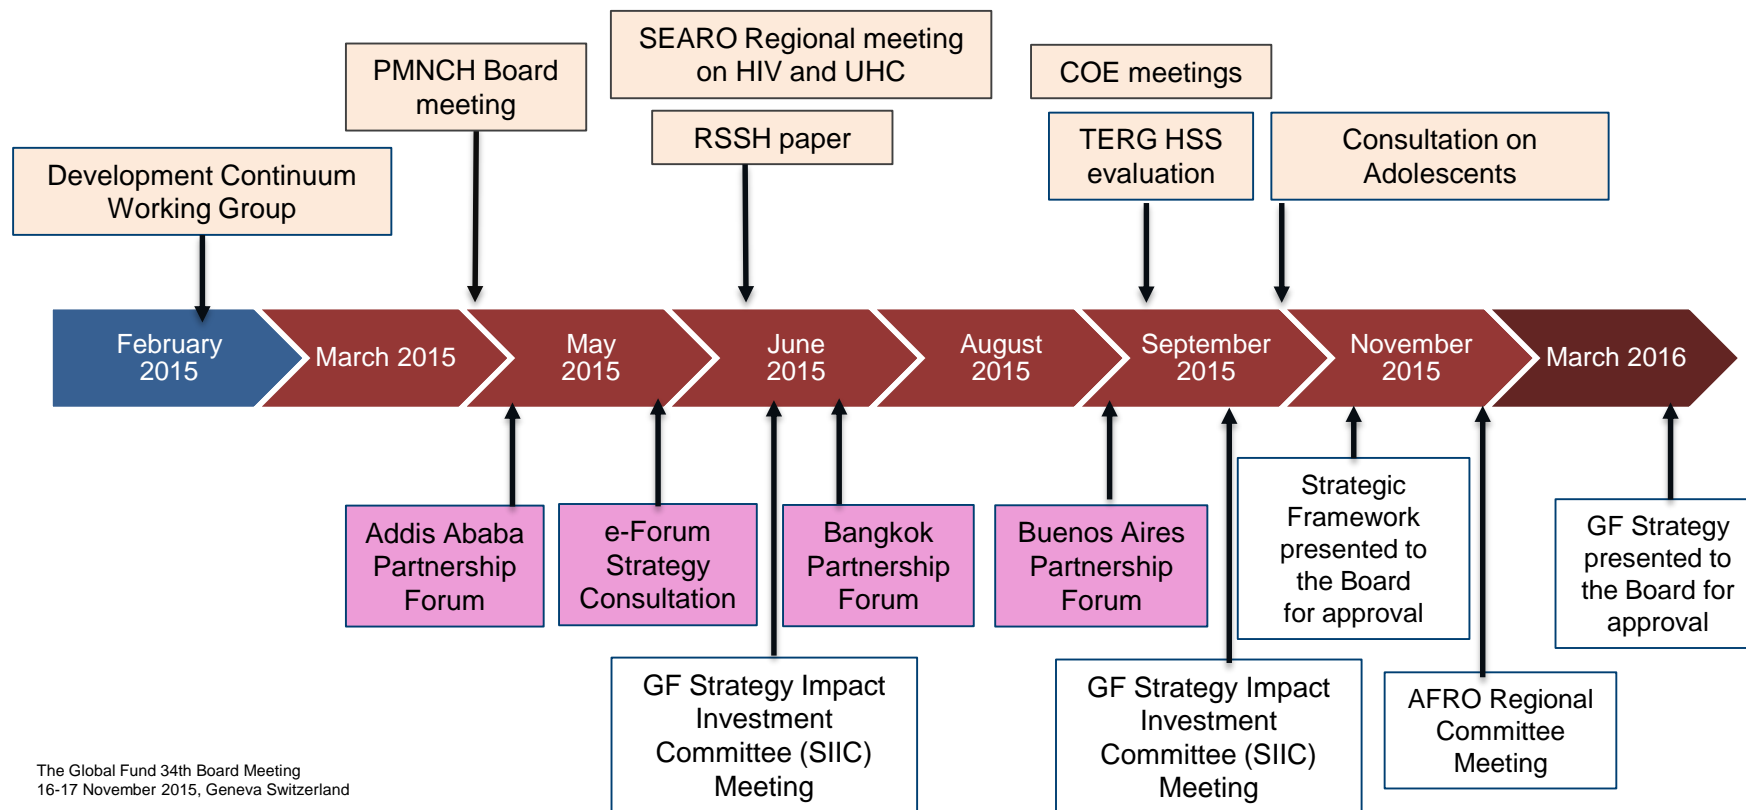 SEARO Regional meeting
on HIV and UHC
COE meetings
PMNCH Board
meeting
RSSH paper
TERG HSS
evaluation
Consultation on
Adolescents
Development Continuum
Working Group
February
2015
March 2015
May
2015
June
2015
August
2015
September
2015
November
2015
March 2016
Addis Ababa
Partnership
Forum
e-Forum
Strategy
Consultation
Bangkok
Partnership
Forum
Buenos Aires
Partnership
Forum
Strategic
Framework
presented to
the Board
for approval
GF Strategy
presented to
the Board for
approval
GF Strategy Impact
Investment
Committee (SIIC)
Meeting
GF Strategy Impact
Investment
Committee (SIIC)
Meeting
AFRO Regional
Committee
Meeting
The Global Fund 34th Board Meeting
16-17 November 2015, Geneva Switzerland